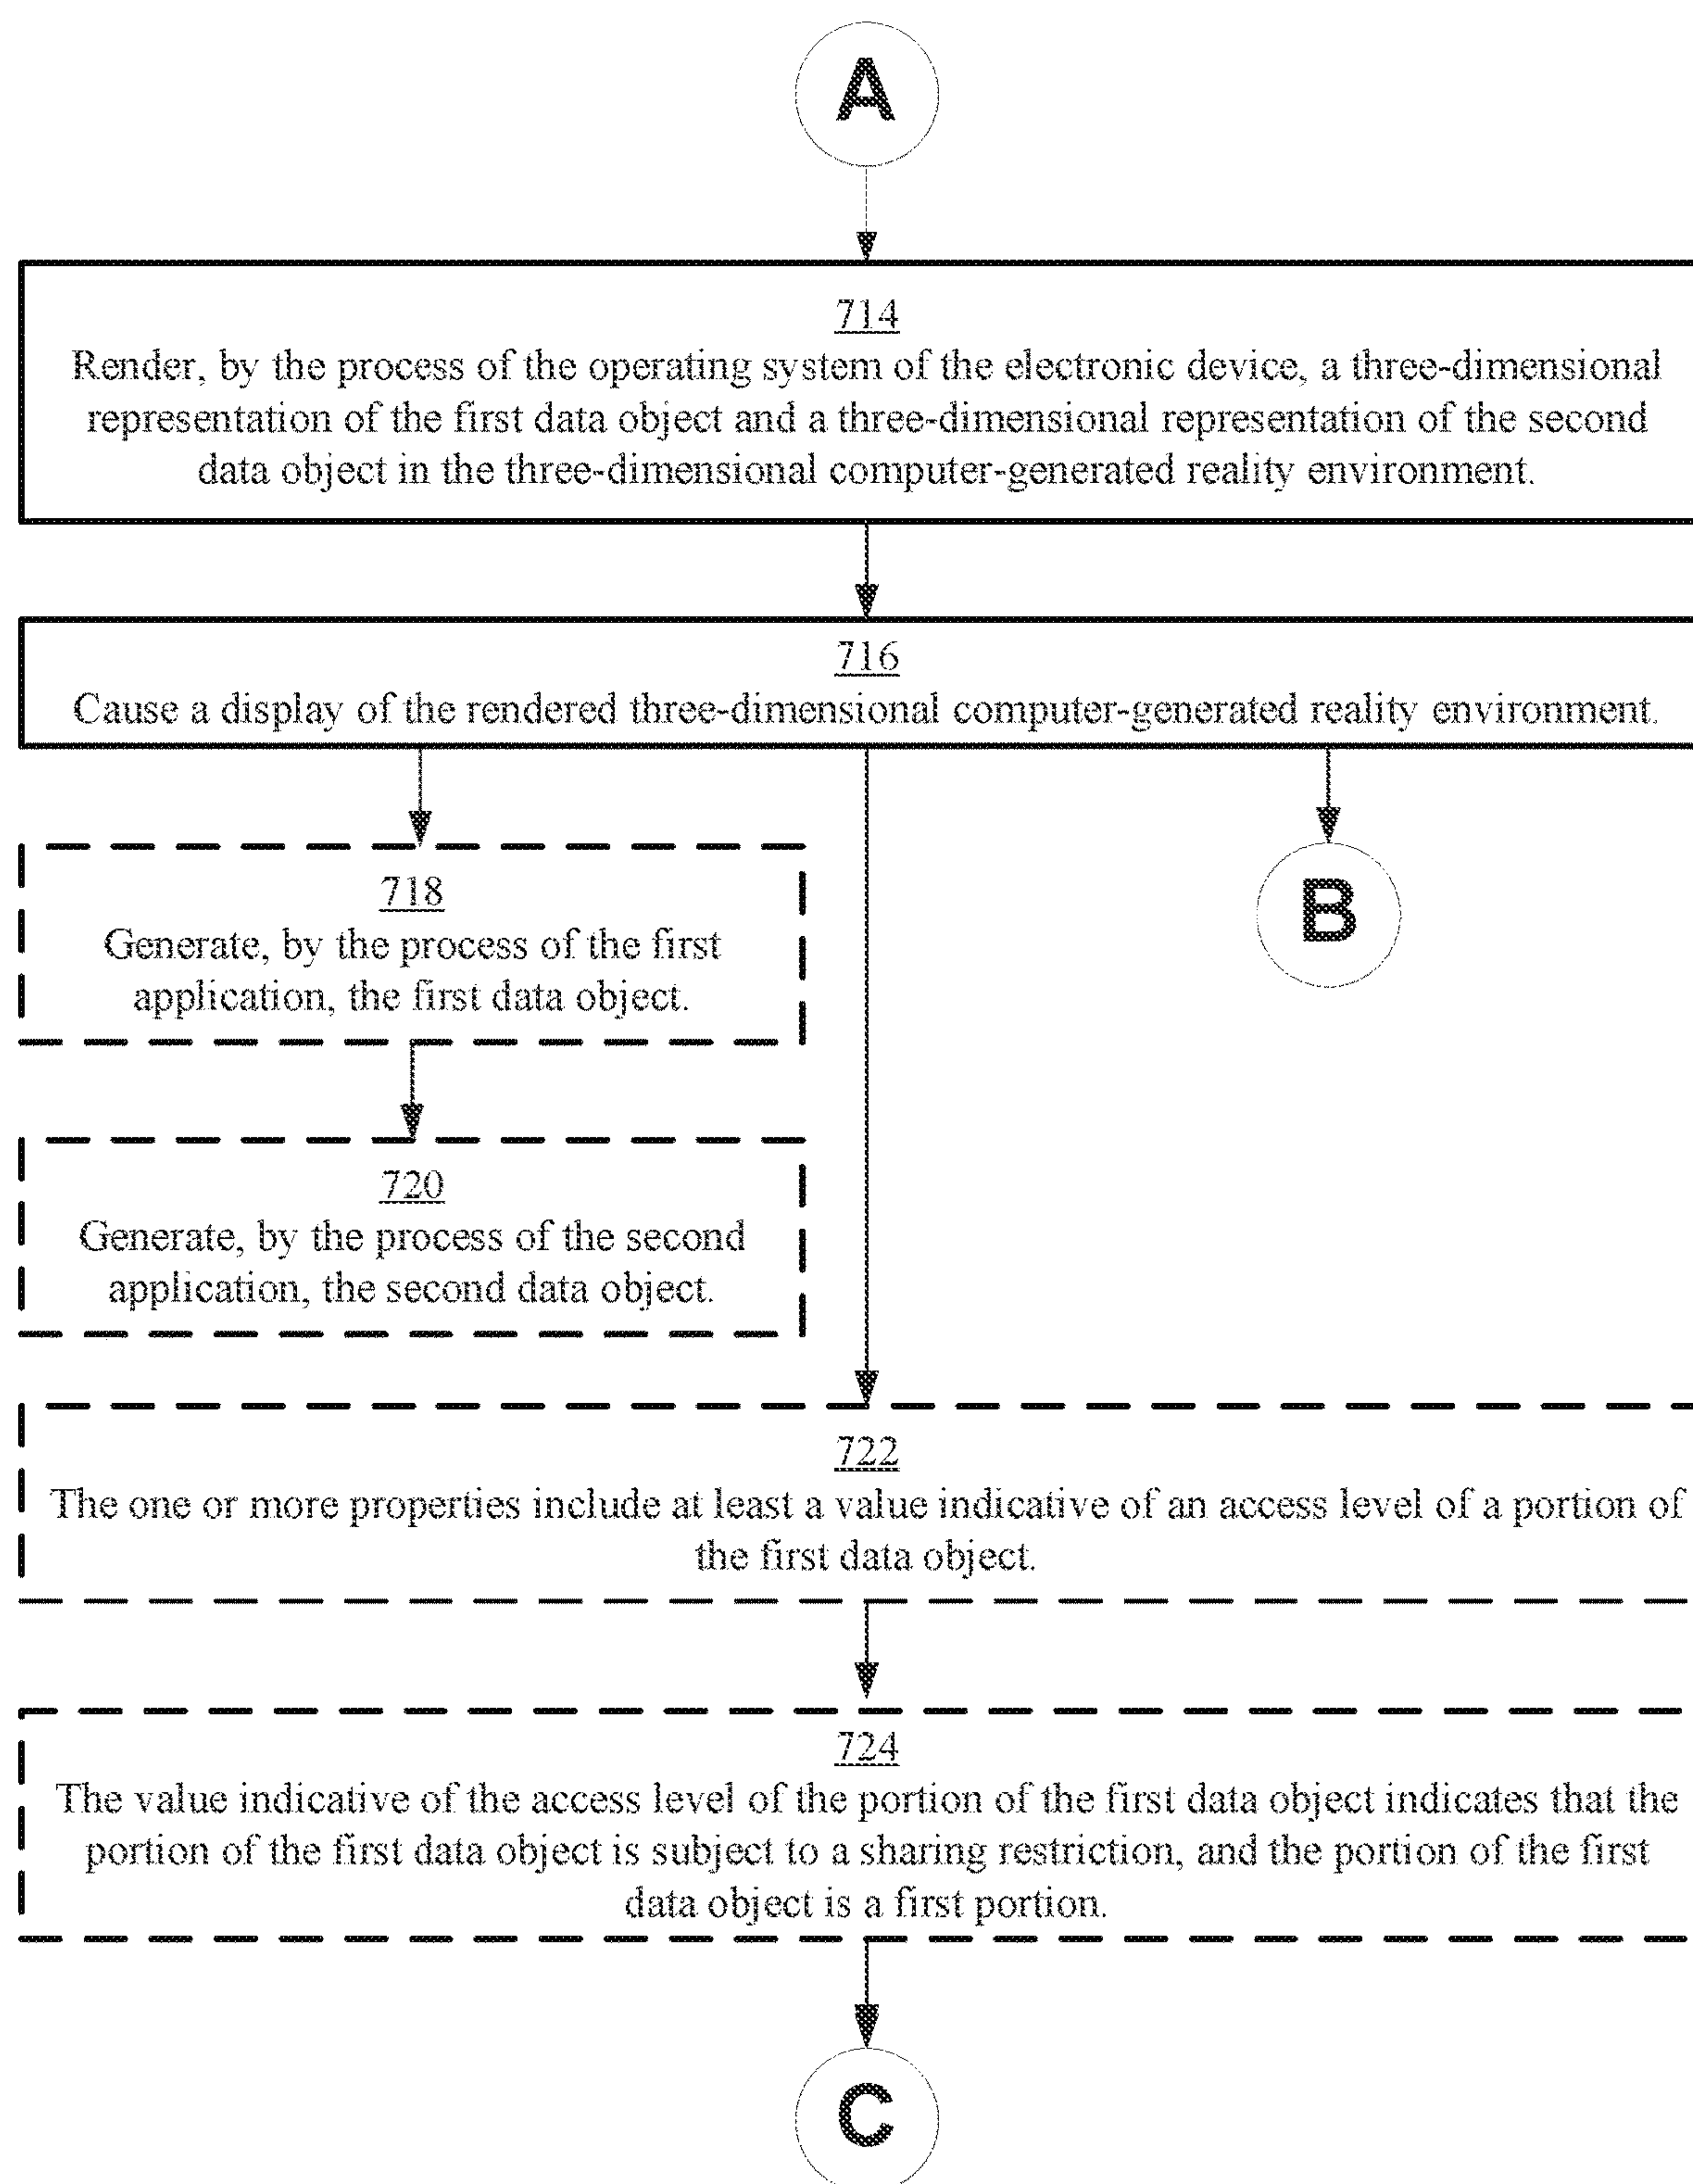 A
714
Render, by the process of the operating system of the electronic device, a three-dimensional
representation of the first data object and a three-dimensional representation of the second
data object in the three-dimensional computer-generated reality environment.
716
Cause a display of the rendered three-dimensional computer-generated reality environment.
718
Generate, by the process of the first
application, the first data object.
B
720
Generate, by the process of the second
application, the second data object.
722
The one or more properties include at least a value indicative of an access level of a portion of
the first data object.
724
The value indicative of the access level of the portion of the first data object indicates that the
portion of the first data object is subject to a sharing restriction, and the portion of the first
data object is a first portion.
C